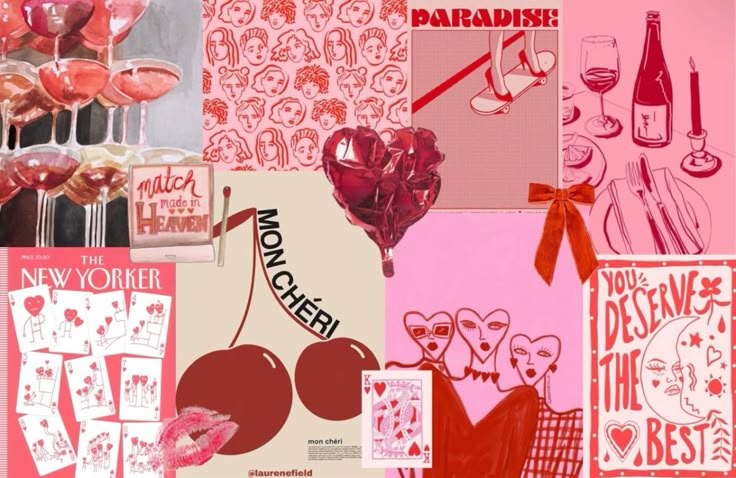 PARADISE
match
made in
HEAVEN
THE
NEW YORKER
MON CHÉRI
YOU
DESERVE
THE
BEST
K
K
mon chéri
@laurenefield